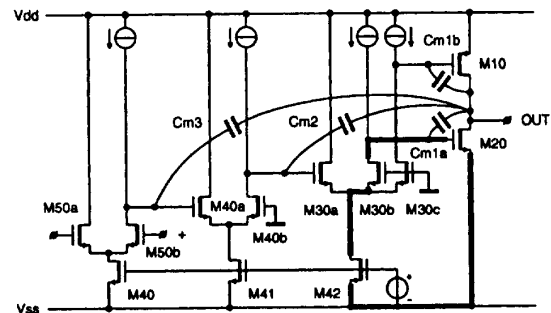 Vdd
Cm1b
M10
OUT
Cm3
Cm2
Cm1a
M20
M50a
M40a
M30a
M30b
M30c
M50b
+
M40b
M40
M41
M42
+
-
Vss